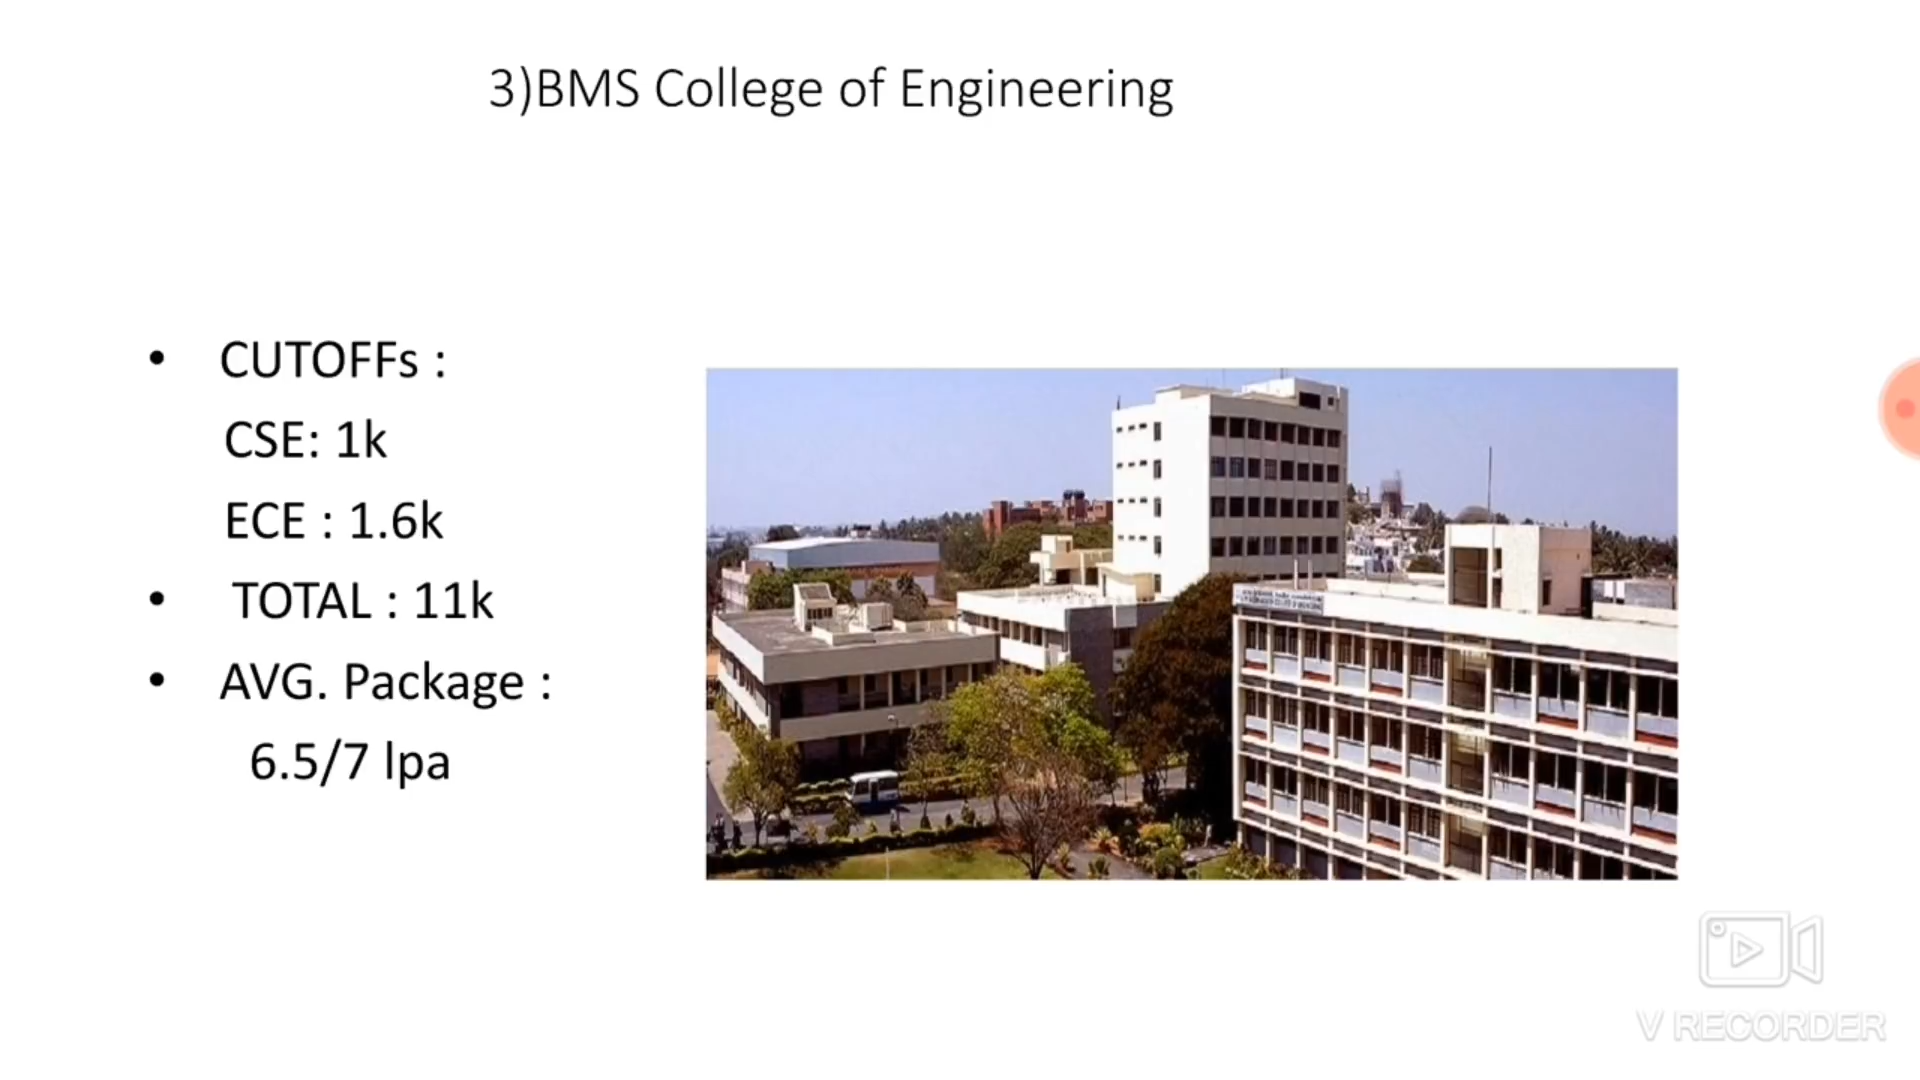 3)BMS College of Engineering
• CUTOFFs :
CSE: 1k
ECE : 1.6k
• TOTAL : 11k
• AVG. Package :
6.5/7 lpa
V RECORDER